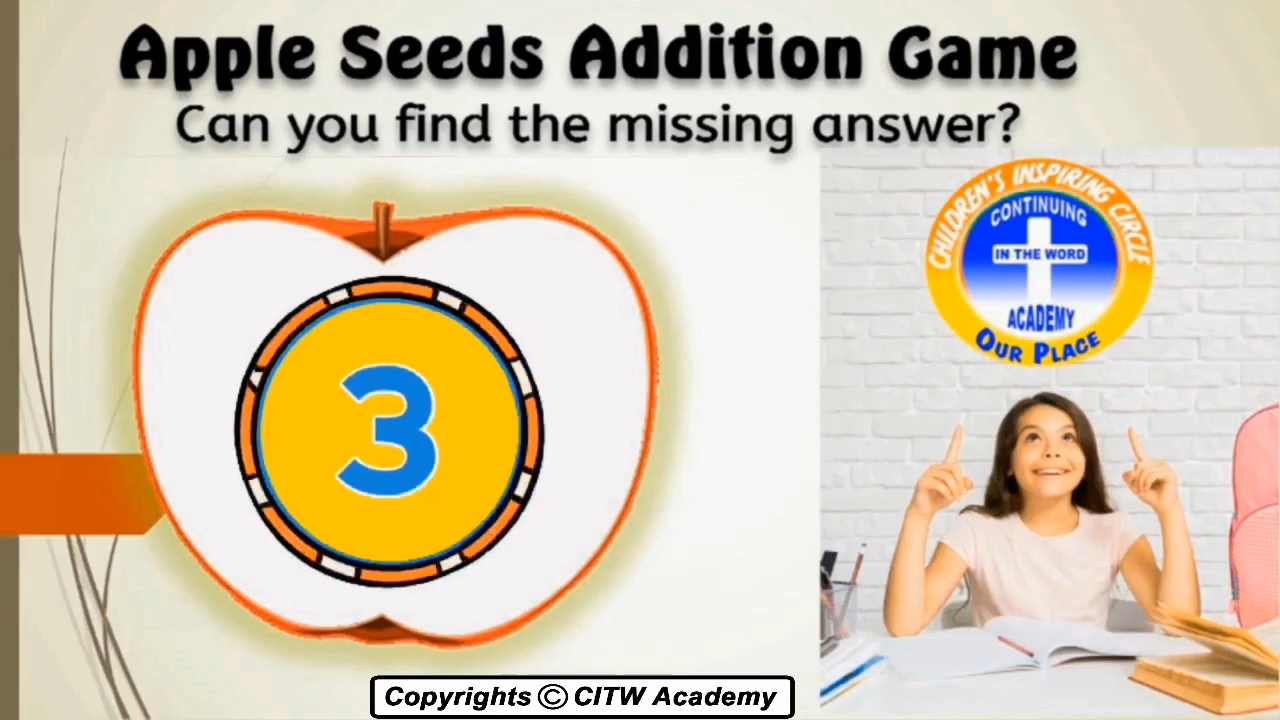 Apple Seeds Addition Game
Can you find the missing answer?
CHILDREN'S INSPIRING CIRCLE
CONTINUING
IN THE WORD
ACADEMY
OUR PLACE
3
Copyrights © CITW Academy